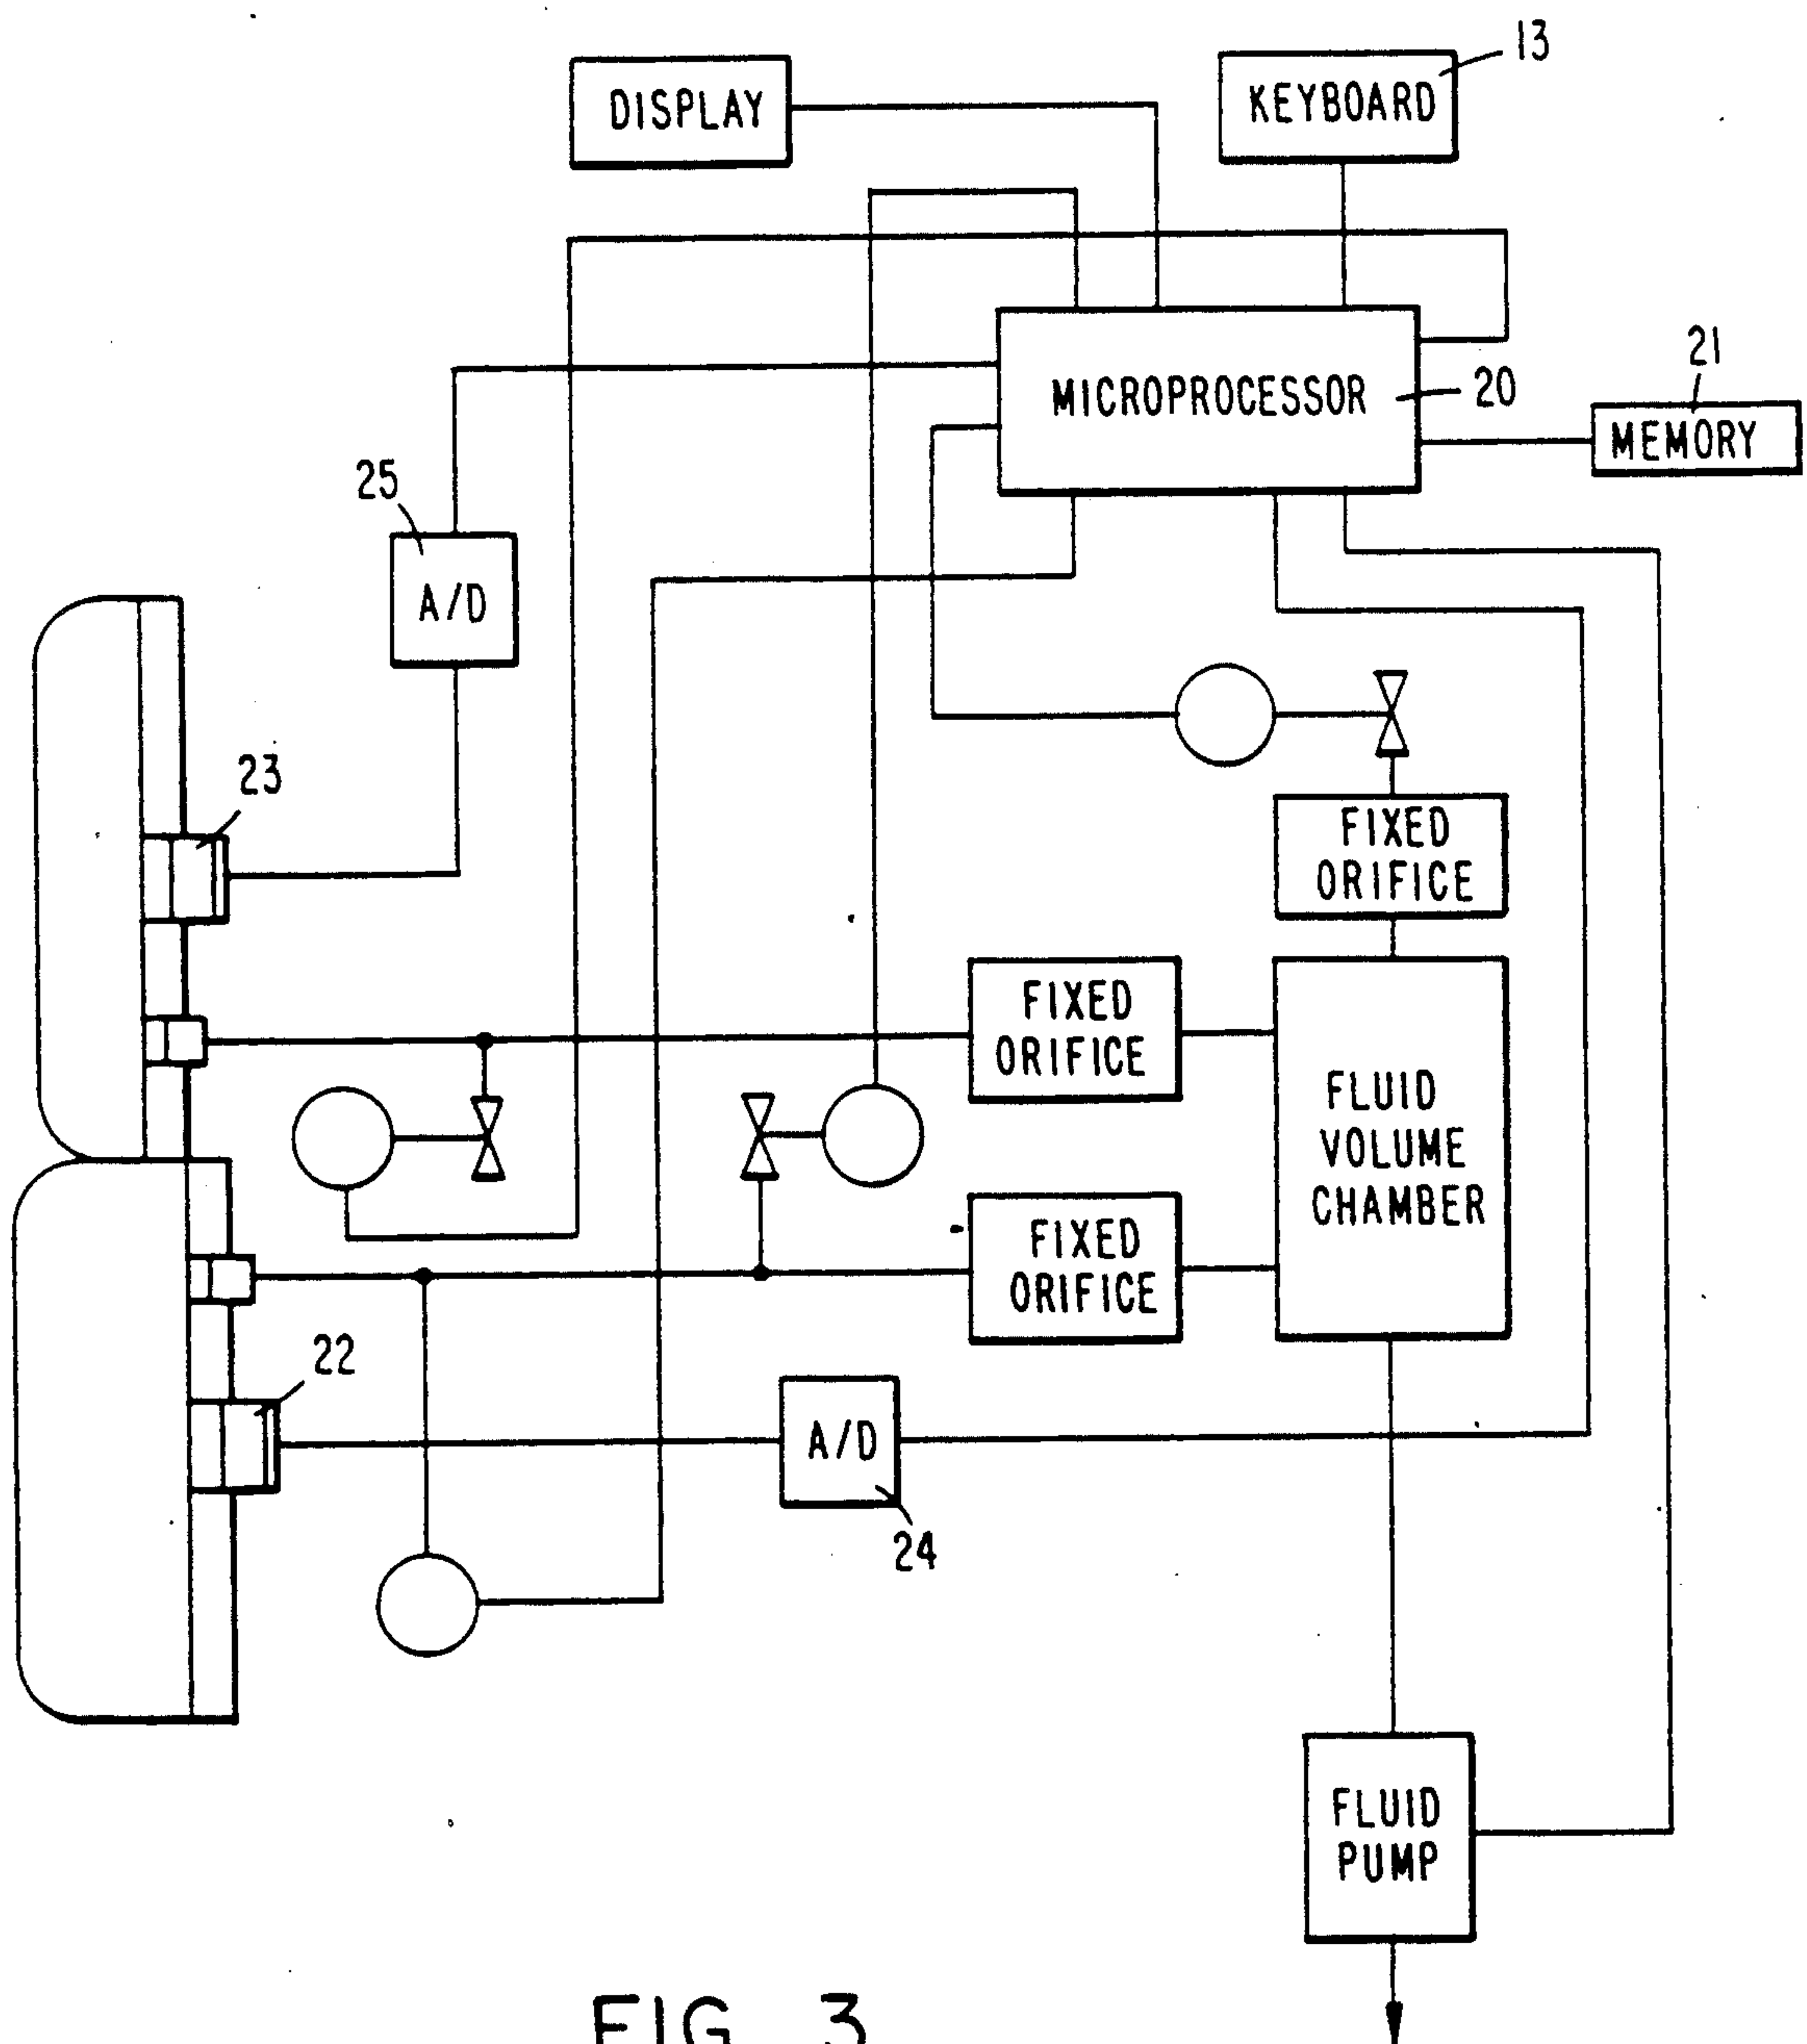 13
DISPLAY
KEYBOARD
21
MICROPROCESSOR
20
MEMORY
25
A/D
23
FIXED
ORIFICE
FIXED
ORIFICE
FLUID
VOLUME
CHAMBER
FIXED
ORIFICE
22
A/D
24
FLUID
PUMP
FIG. 3